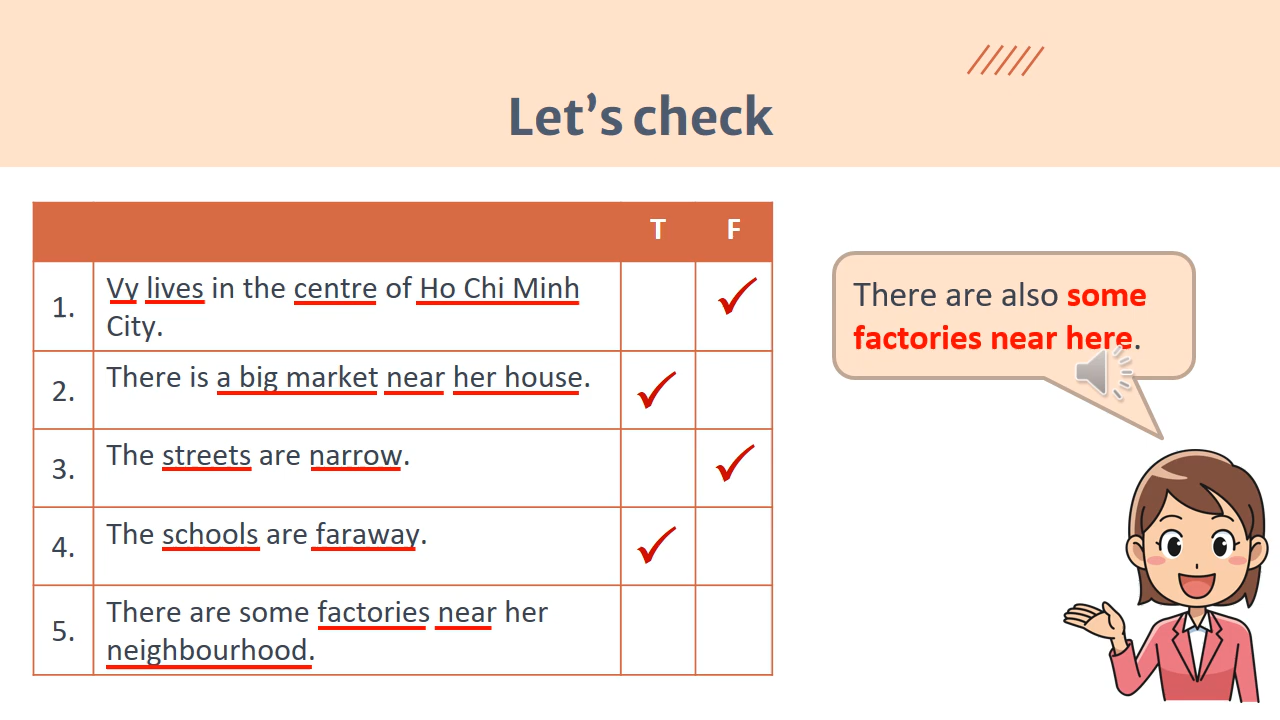 Let's check
T F
1. Vy lives in the centre of Ho Chi Minh
City.
2. There is a big market near her house.
3. The streets are narrow.
4. The schools are faraway.
5. There are some factories near her
neighbourhood.
There are also some
factories near here.